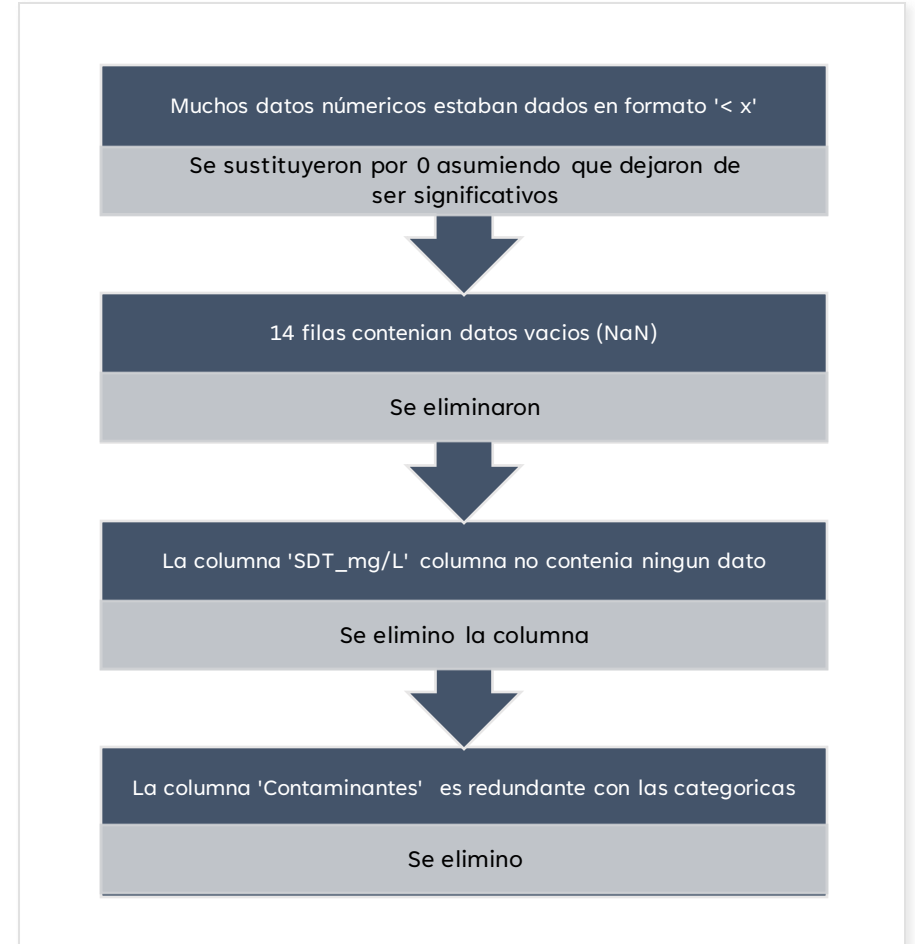 Muchos datos númericos estaban dados en formato '< x'
Se sustituyeron por 0 asumiendo que dejaron de
ser significativos
14 filas contenian datos vacios (NaN)
Se eliminaron
La columna 'SDT_mg/L' columna no contenia ningun dato
Se elimino la columna
La columna 'Contaminantes' es redundante con las categoricas
Se elimino